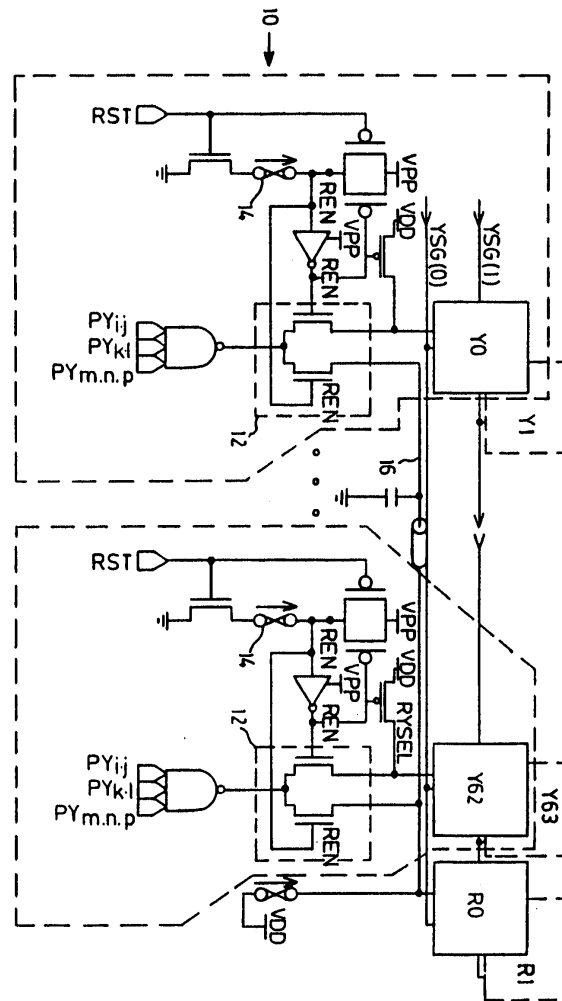 10
RST
14
REN
VPP
VDD
YSG(0)
YSG(1)
VPP
REN
PYi.j
PYk.l
PYm.n.p
REN
12
Y0
Y1
16
RST
14
REN
VPP
VDD
RYSEL
VPP
REN
PYi.j
PYk.l
PYm.n.p
REN
12
VDD
Y62
Y63
R0
R1